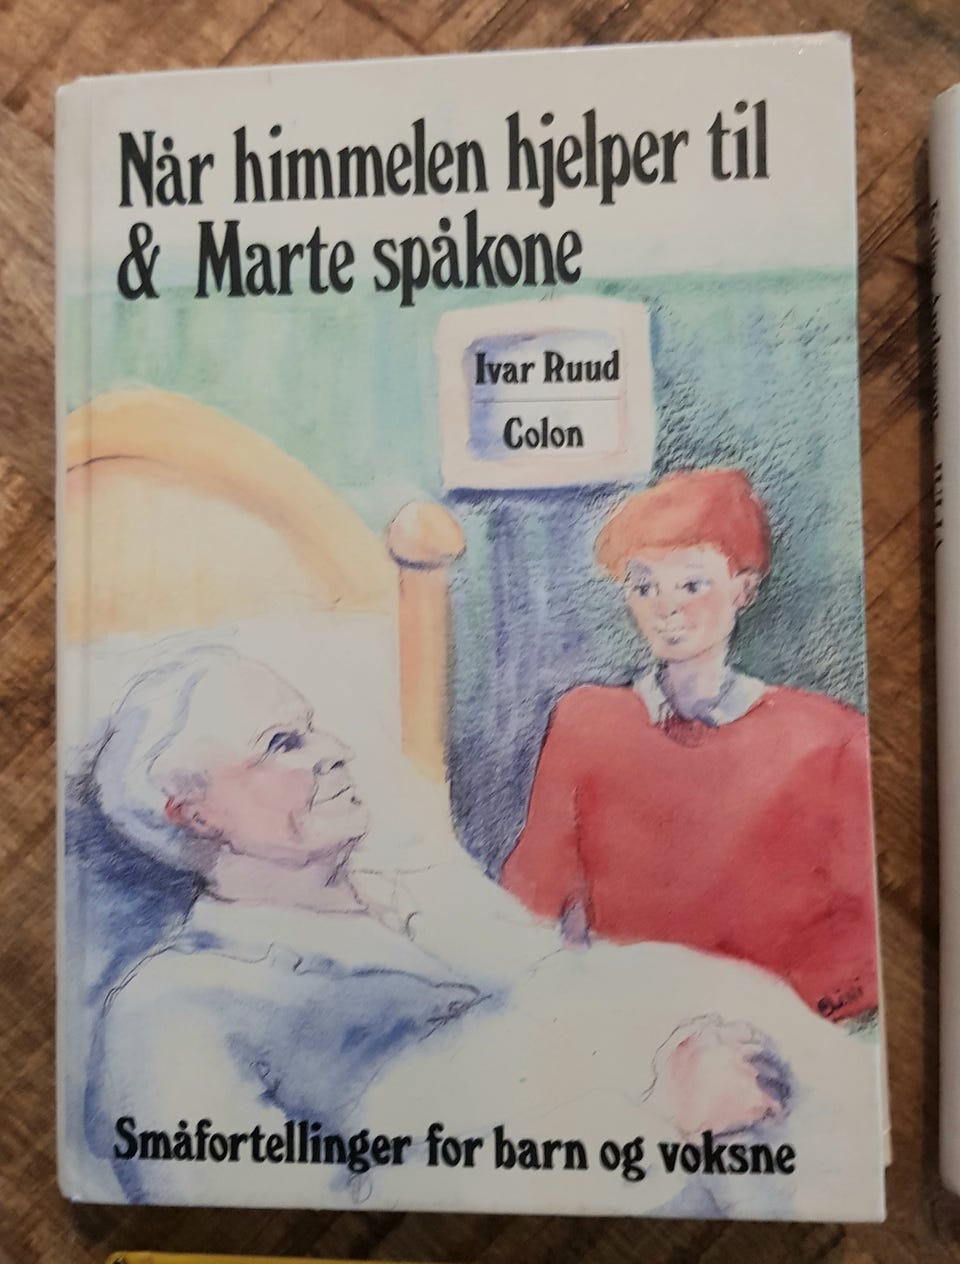 Når himmelen hjelper til
& Marte spåkone
Ivar Ruud
Colon
Småfortellinger for barn og voksne